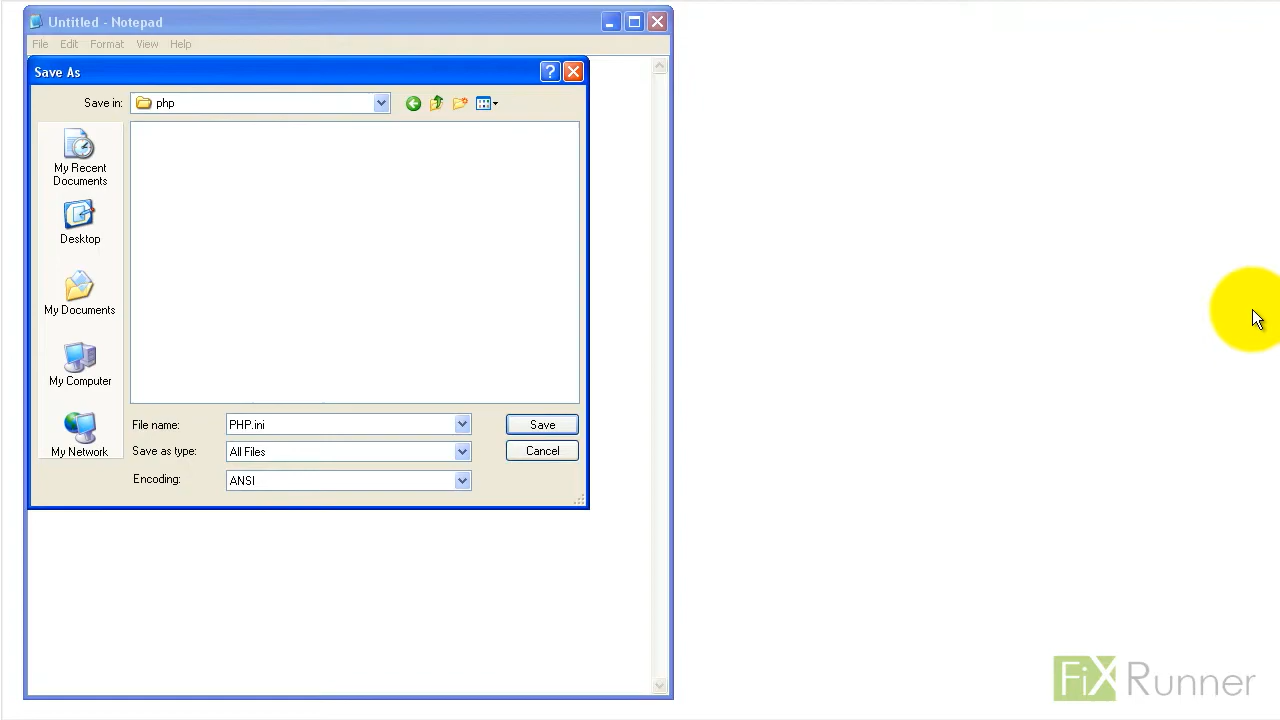 Untitled - Notepad
File Edit Format View Help
Save As
Save in: php
My Recent
Documents
Desktop
My Documents
My Computer
My Network
File name: PHP.ini Save
Save as type: All Files Cancel
Encoding: ANSI
FiX Runner